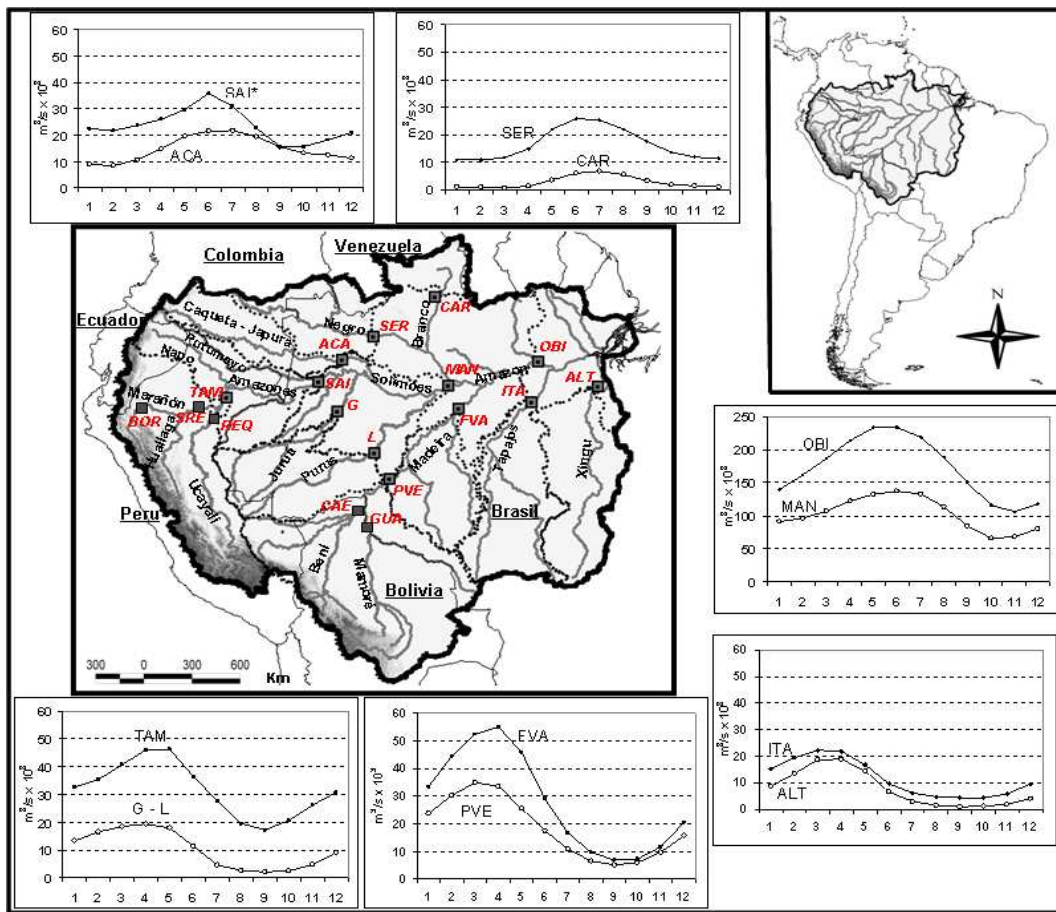 60
50
40
30
20
10
0
m³/s × 10³
SAI*
ACA
1 2 3 4 5 6 7 8 9 10 11 12
60
50
40
30
20
10
0
m³/s × 10³
SER
CAR
1 2 3 4 5 6 7 8 9 10 11 12
N
Colombia
Venezuela
Ecuador
Peru
Brasil
Bolivia
Caqueta - Japura
Putumayo
Napo
Amazones
Marañón
Huallaga
Ucayali
Jurua
Purus
Solimões
Negro
Branco
Amazon
Madeira
Tapajos
Xingu
Beni
Mamoré
CAR
SER
ACA
OBI
MAN
ALT
SAI
ITA
TAM
G
FVA
BOR
SRE
REQ
L
PVE
CAE
GUA
300 0 300 600
Km
250
200
150
100
50
0
m³/s × 10³
OBI
MAN
1 2 3 4 5 6 7 8 9 10 11 12
60
50
40
30
20
10
0
m³/s × 10³
ITA
ALT
1 2 3 4 5 6 7 8 9 10 11 12
60
50
40
30
20
10
0
m³/s × 10³
TAM
G - L
1 2 3 4 5 6 7 8 9 10 11 12
60
50
40
30
20
10
0
m³/s × 10³
FVA
PVE
1 2 3 4 5 6 7 8 9 10 11 12